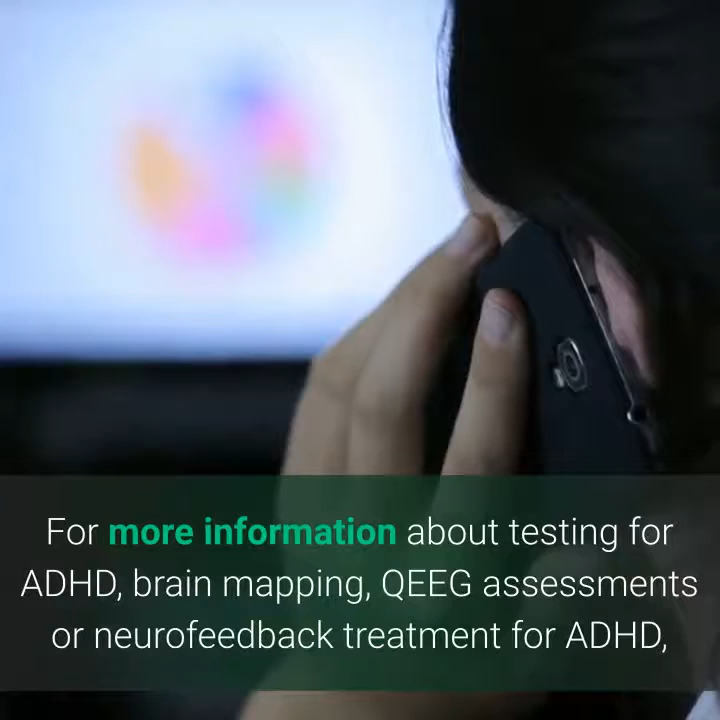 For more information about testing for
ADHD, brain mapping, QEEG assessments
or neurofeedback treatment for ADHD,